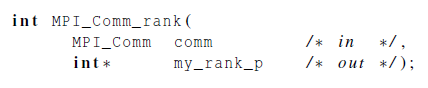 int MPI_Comm_rank(
MPI_Comm comm /* in */,
int* my_rank_p /* out */);